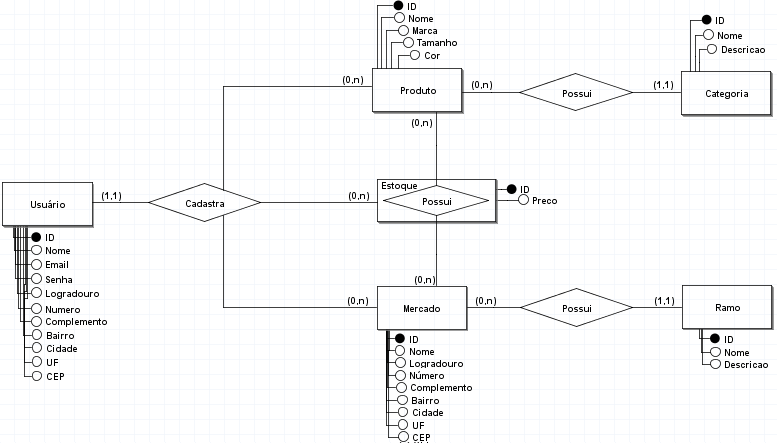 ID
Nome
Marca
Tamanho
Cor
ID
Nome
Descricao
(0,n)
Produto
(0,n)
Possui
(1,1)
Categoria
(0,n)
Usuário
(1,1)
Cadastra
(0,n)
Estoque
Possui
ID
Preco
ID
Nome
Email
Senha
Logradouro
Numero
Complemento
Bairro
Cidade
UF
CEP
(0,n)
(0,n)
Mercado
(0,n)
Possui
(1,1)
Ramo
ID
Nome
Logradouro
Número
Complemento
Bairro
Cidade
UF
CEP
ID
Nome
Descricao